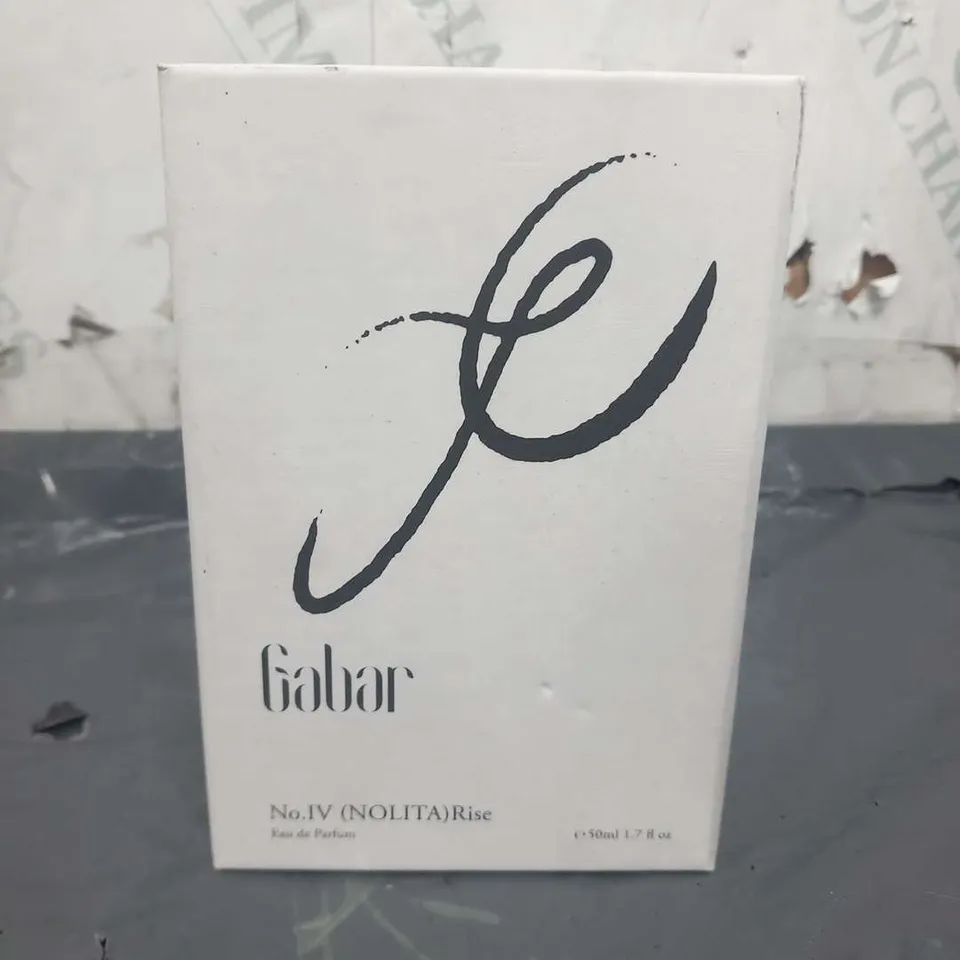 Gabar
No.IV (NOLITA)Rise
Eau de Parfum
50ml 1.7 fl oz